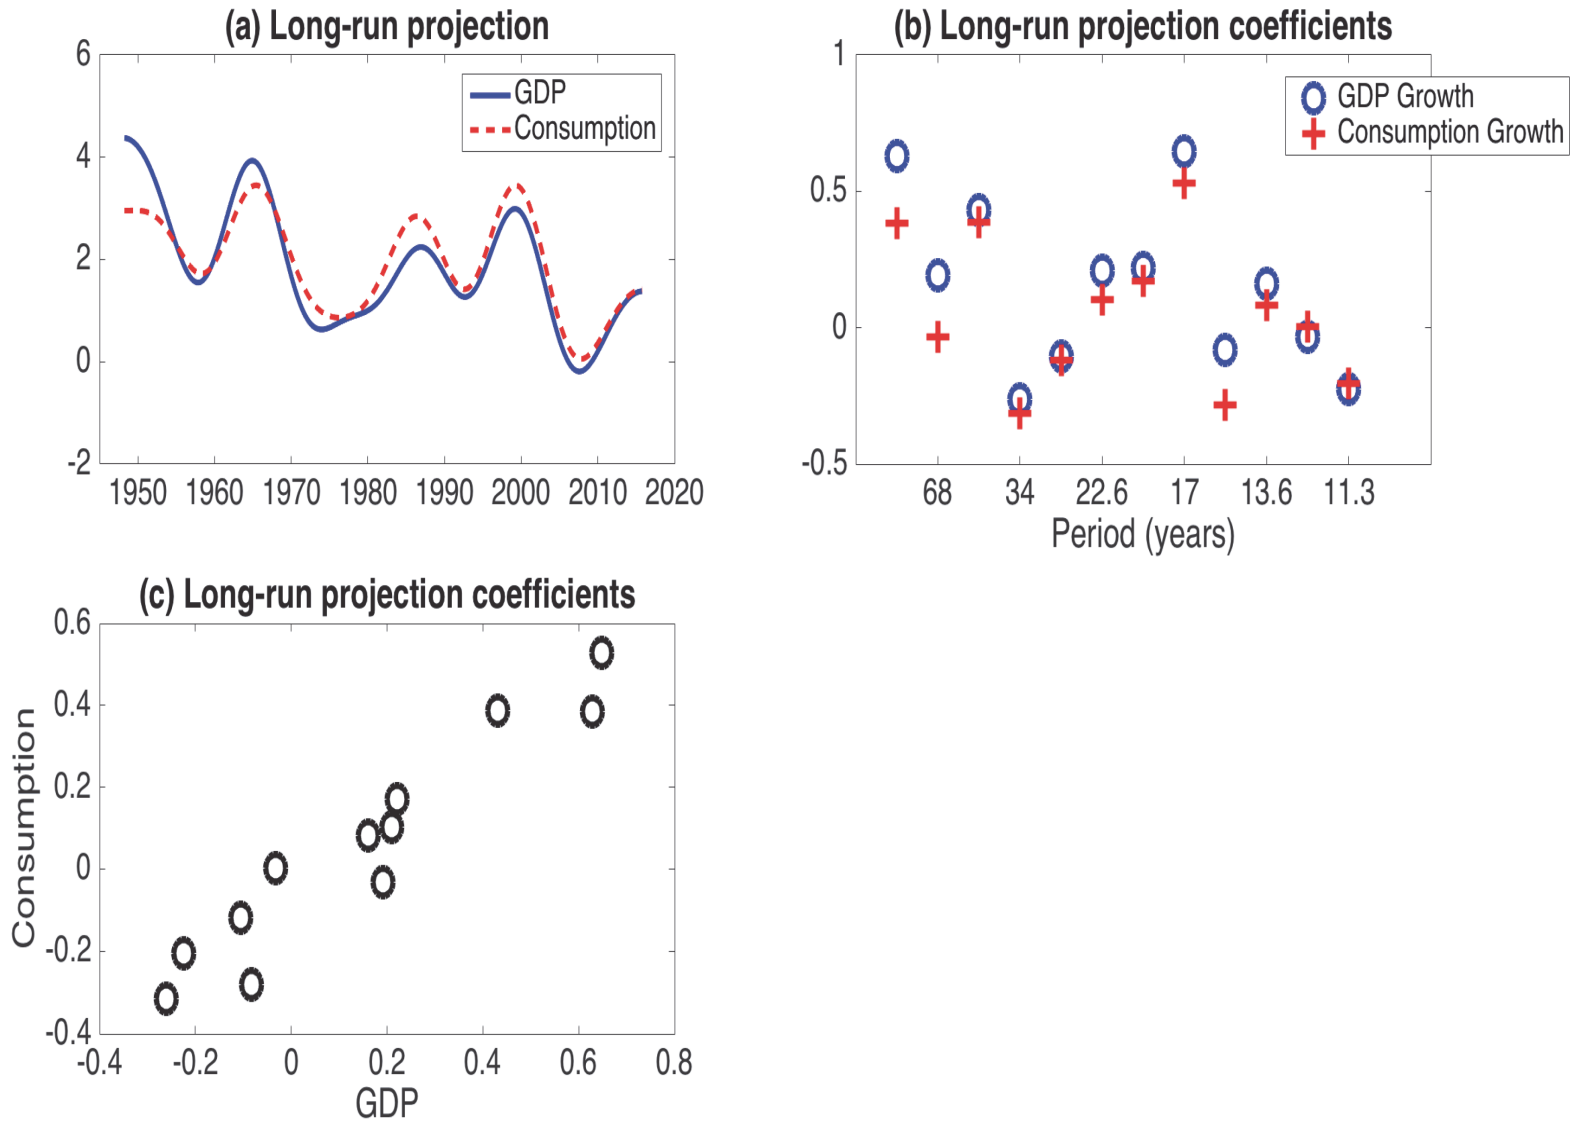 (a) Long-run projection
6
4
2
0
-2
GDP
Consumption
1950 1960 1970 1980 1990 2000 2010 2020
(b) Long-run projection coefficients
1
0.5
0
-0.5
GDP Growth
Consumption Growth
68 34 22.6 17 13.6 11.3
Period (years)
(c) Long-run projection coefficients
0.6
0.4
0.2
0
-0.2
-0.4
Consumption
-0.4 -0.2 0 0.2 0.4 0.6 0.8
GDP